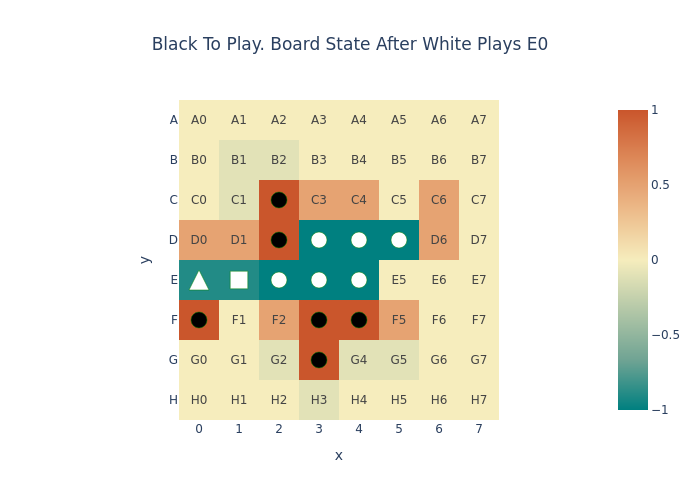 Black To Play. Board State After White Plays E0
A A0 A1 A2 A3 A4 A5 A6 A7
B B0 B1 B2 B3 B4 B5 B6 B7
C C0 C1 C3 C4 C5 C6 C7
D D0 D1 D6 D7
E E5 E6 E7
F F1 F2 F5 F6 F7
G G0 G1 G2 G4 G5 G6 G7
H H0 H1 H2 H3 H4 H5 H6 H7
0 1 2 3 4 5 6 7
x
y
1
0.5
0
−0.5
−1